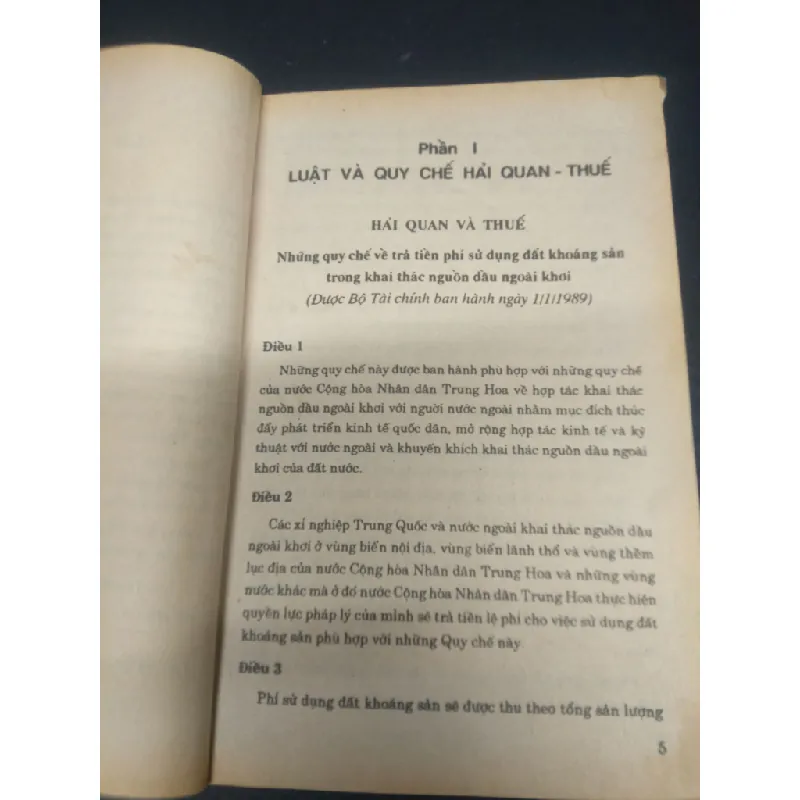 Phần I
LUẬT VÀ QUY CHẾ HẢI QUAN - THUẾ
HẢI QUAN VÀ THUẾ
Những quy chế về trả tiền phí sử dụng đất khoáng sản
trong khai thác nguồn dầu ngoài khơi
(Được Bộ Tài chính ban hành ngày 1/1/1989)
Điều 1
Những quy chế này được ban hành phù hợp với những quy chế
của nước Cộng hòa Nhân dân Trung Hoa về hợp tác khai thác
nguồn dầu ngoài khơi với người nước ngoài nhằm mục đích thúc
đẩy phát triển kinh tế quốc dân, mở rộng hợp tác kinh tế và kỹ
thuật với nước ngoài và khuyến khích khai thác nguồn dầu ngoài
khơi của đất nước.
Điều 2
Các xí nghiệp Trung Quốc và nước ngoài khai thác nguồn dầu
ngoài khơi ở vùng biển nội địa, vùng biển lãnh thổ và vùng thềm
lục địa của nước Cộng hòa Nhân dân Trung Hoa và những vùng
nước khác mà ở đó nước Cộng hòa Nhân dân Trung Hoa thực hiện
quyền lực pháp lý của mình sẽ trả tiền lệ phí cho việc sử dụng đất
khoáng sản phù hợp với những Quy chế này.
Điều 3
Phí sử dụng đất khoáng sản sẽ được thu theo tổng sản lượng
5